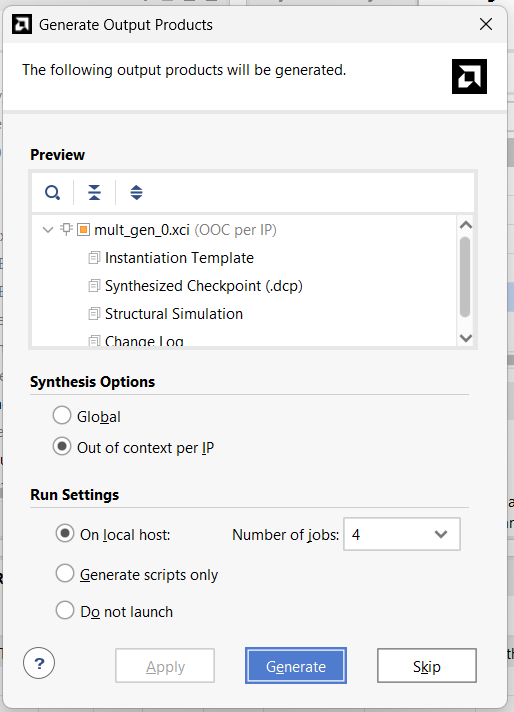 Generate Output Products
The following output products will be generated.
Preview
mult_gen_0.xci (OOC per IP)
Instantiation Template
Synthesized Checkpoint (.dcp)
Structural Simulation
Change Log
Synthesis Options
Global
Out of context per IP
Run Settings
On local host: Number of jobs: 4
Generate scripts only
Do not launch
? Apply Generate Skip